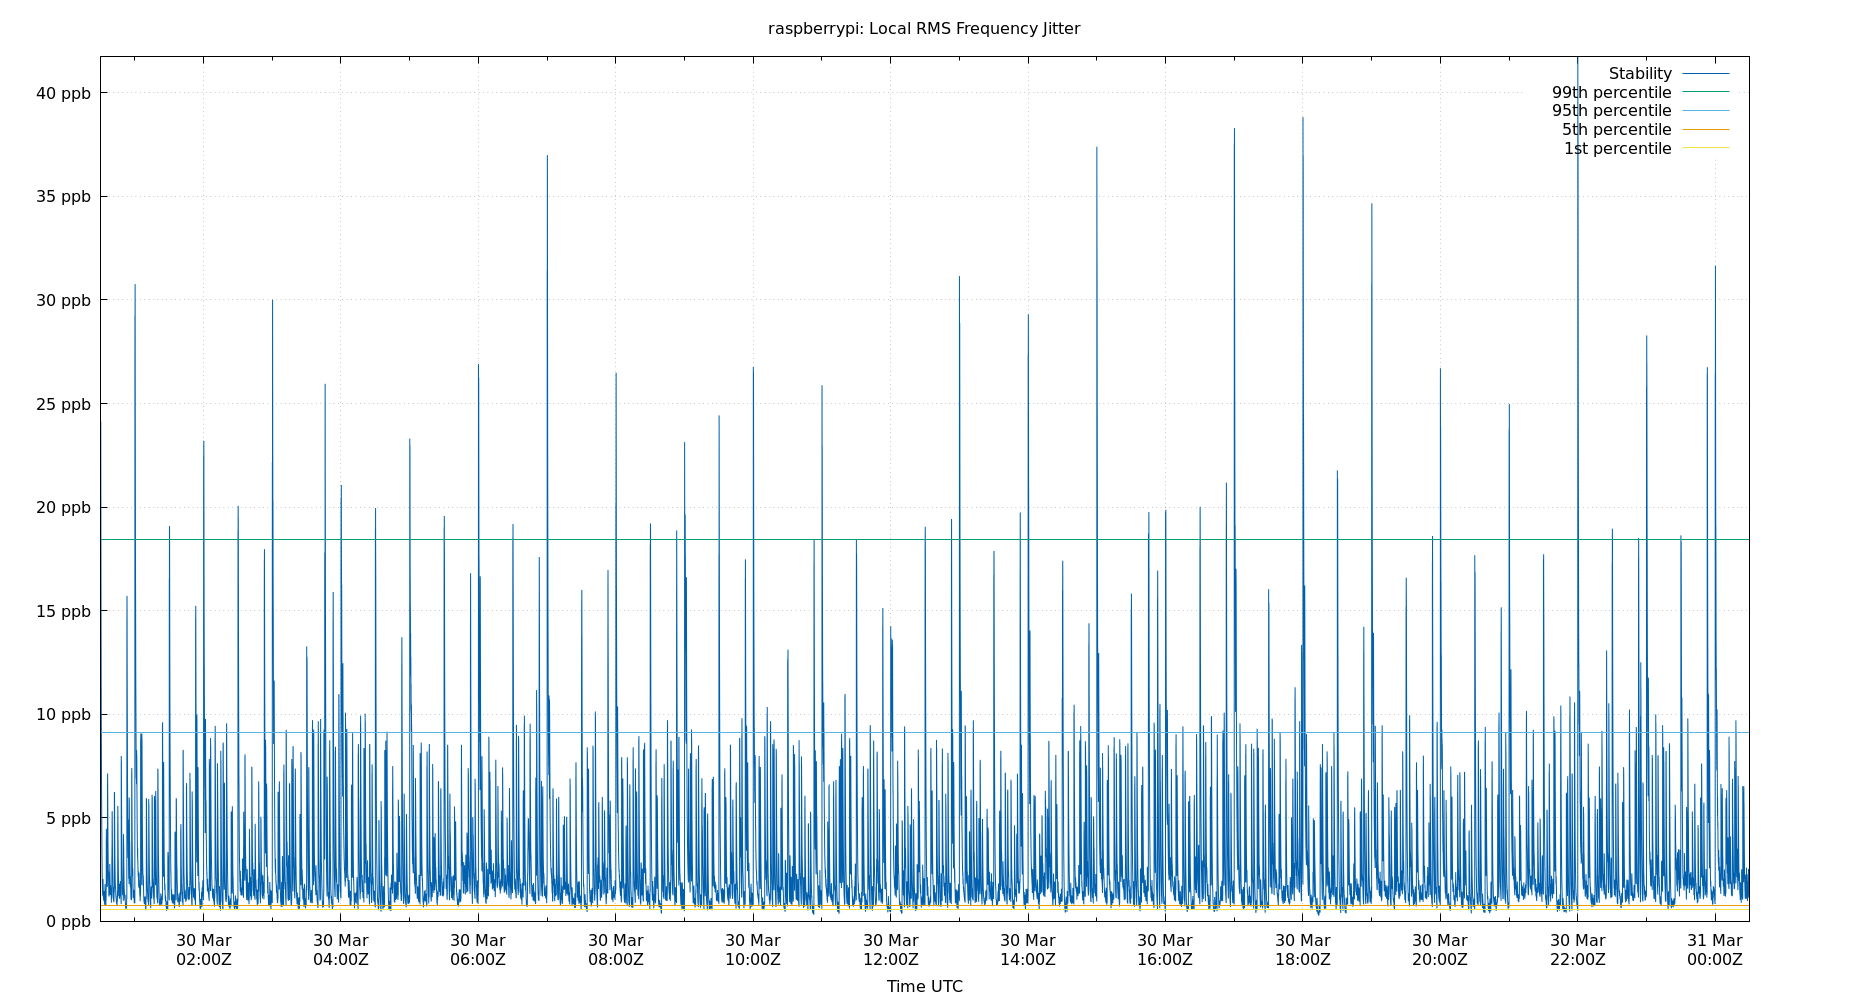 raspberrypi: Local RMS Frequency Jitter
Stability
99th percentile
95th percentile
5th percentile
1st percentile
40 ppb
35 ppb
30 ppb
25 ppb
20 ppb
15 ppb
10 ppb
5 ppb
0 ppb
30 Mar 30 Mar 30 Mar 30 Mar 30 Mar 30 Mar 30 Mar 30 Mar 30 Mar 30 Mar 30 Mar 31 Mar
02:00Z 04:00Z 06:00Z 08:00Z 10:00Z 12:00Z 14:00Z 16:00Z 18:00Z 20:00Z 22:00Z 00:00Z
Time UTC